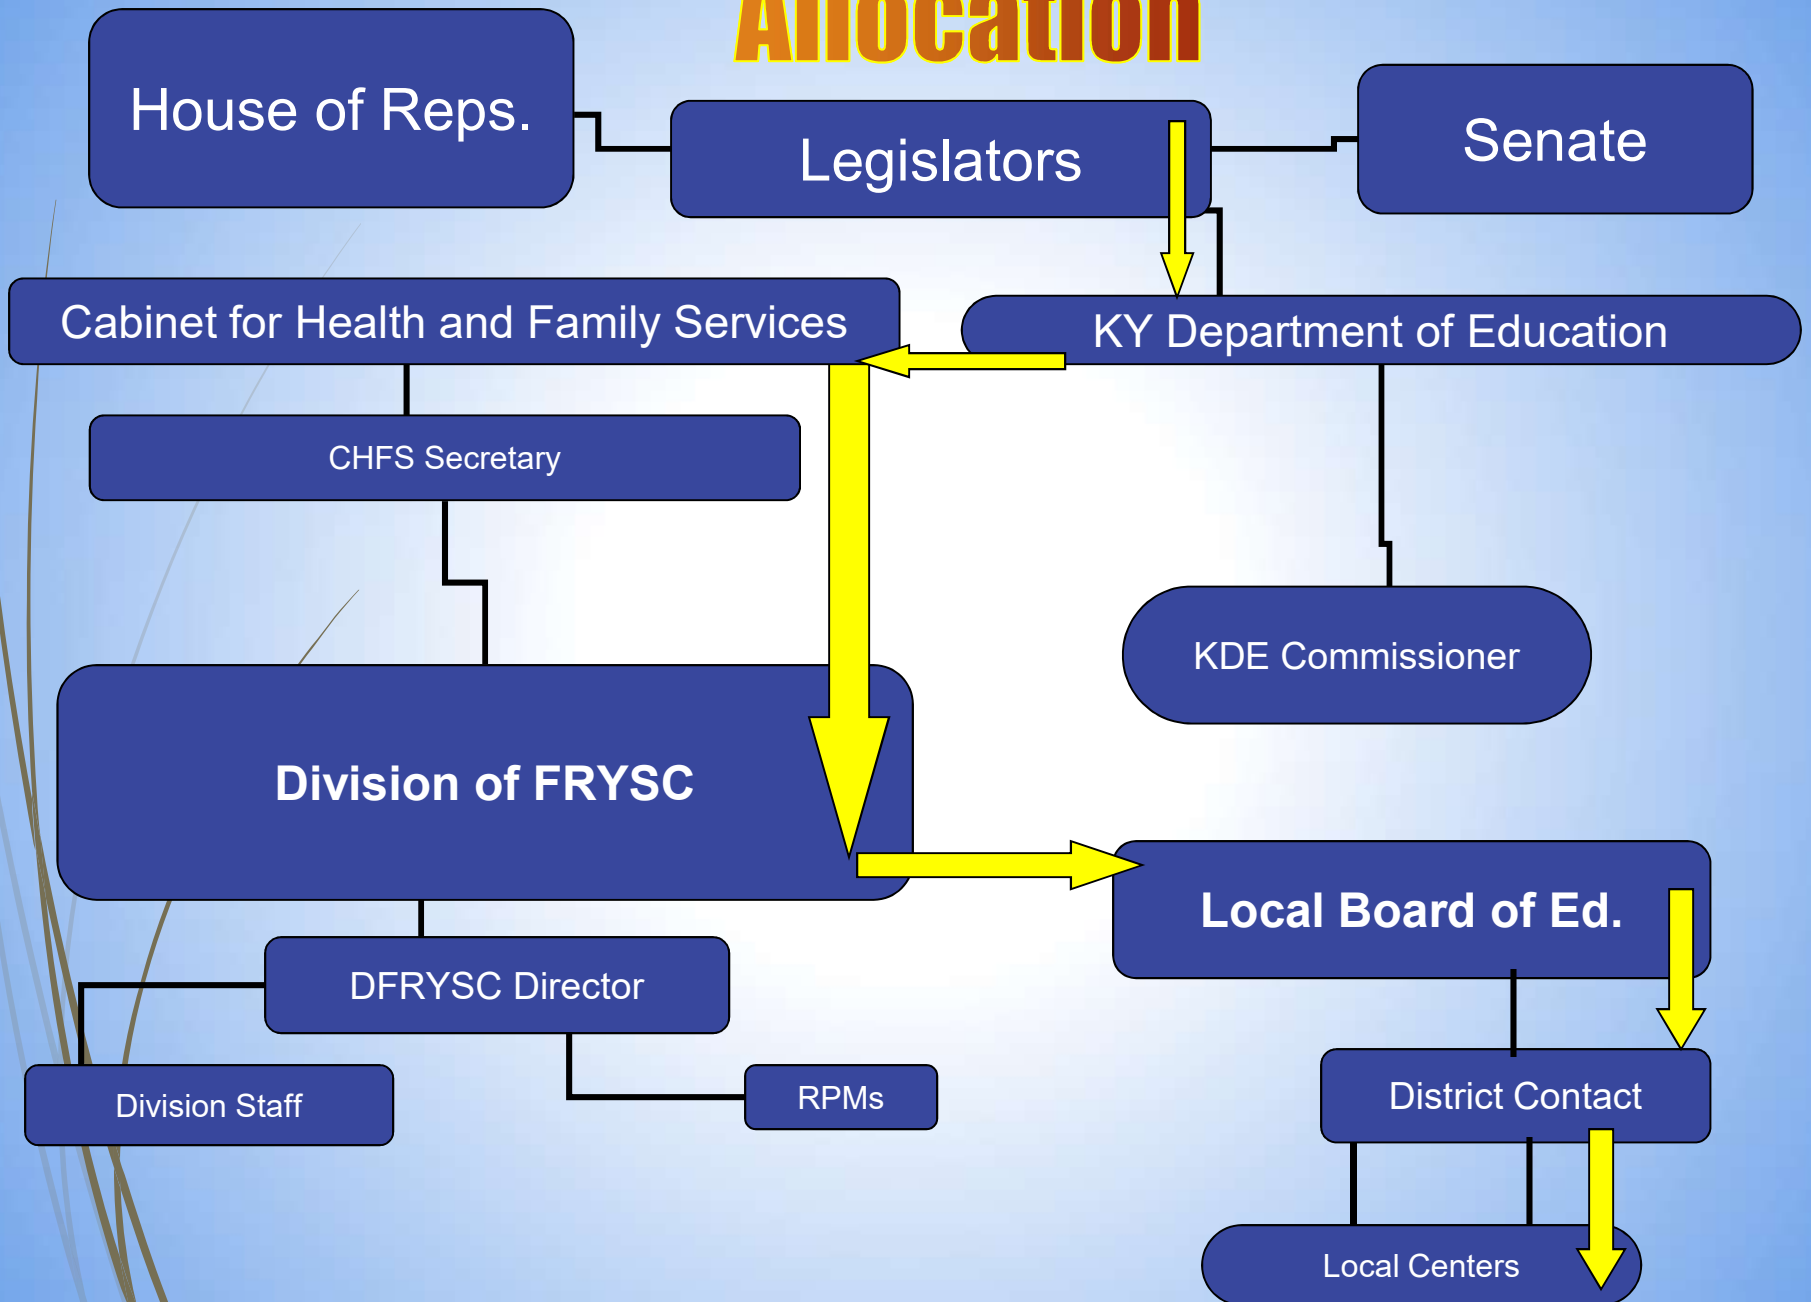 Allocation
House of Reps.
Legislators
Senate
Cabinet for Health and Family Services
KY Department of Education
CHFS Secretary
KDE Commissioner
Division of FRYSC
Local Board of Ed.
DFRYSC Director
Division Staff
RPMs
District Contact
Local Centers